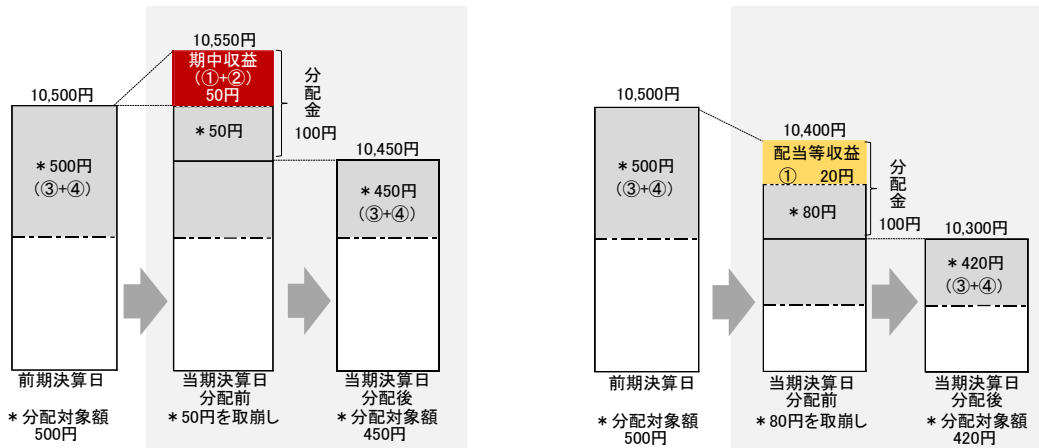 10,550円
期中収益
(①+②)
50円
分配金
10,500円
*50円
100円
10,450円
*500円
(③+④)
*450円
(③+④)
前期決算日
当期決算日
分配前
当期決算日
分配後
*分配対象額
500円
*50円を取崩し
*分配対象額
450円
10,500円
10,400円
配当等収益
① 20円
分配金
*500円
(③+④)
*80円
100円
10,300円
*420円
(③+④)
前期決算日
当期決算日
分配前
当期決算日
分配後
*分配対象額
500円
*80円を取崩し
*分配対象額
420円